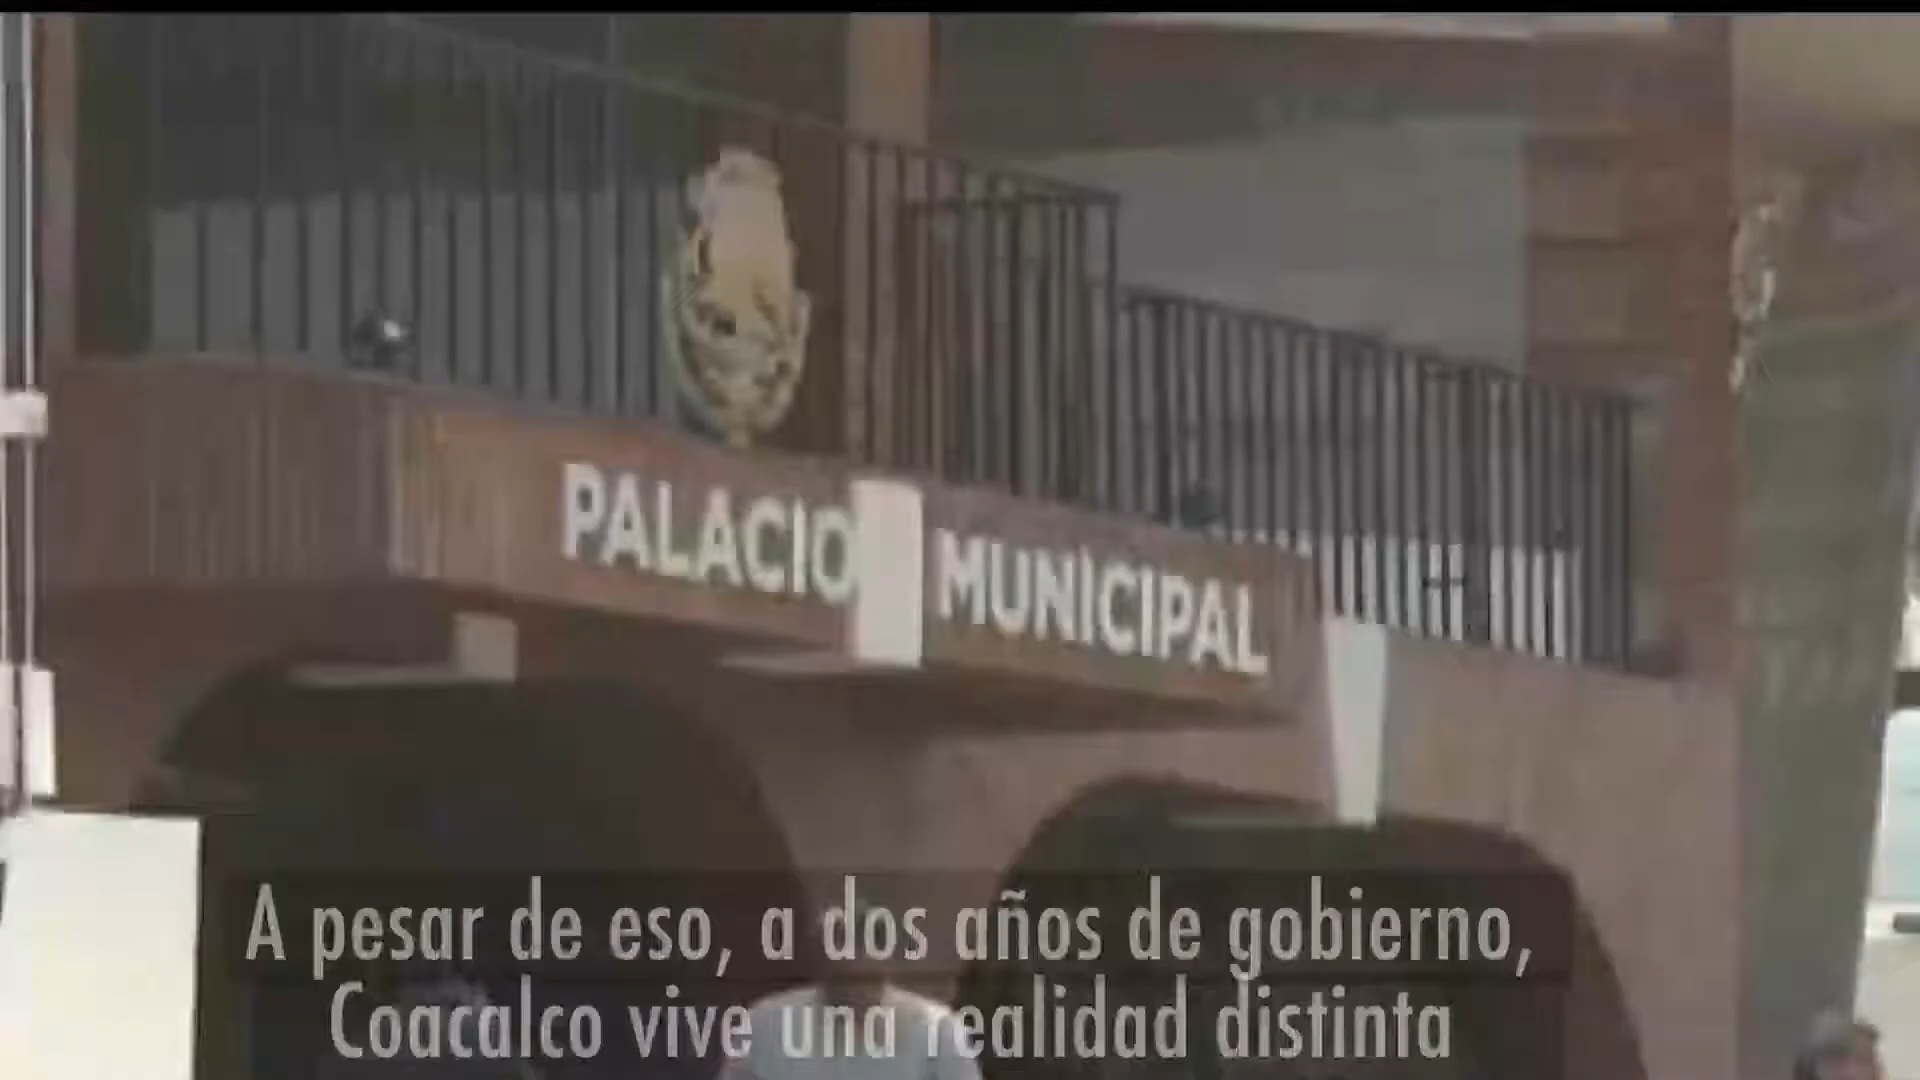 PALACIO MUNICIPAL
A pesar de eso, a dos años de gobierno,
Coacalco vive una realidad distinta